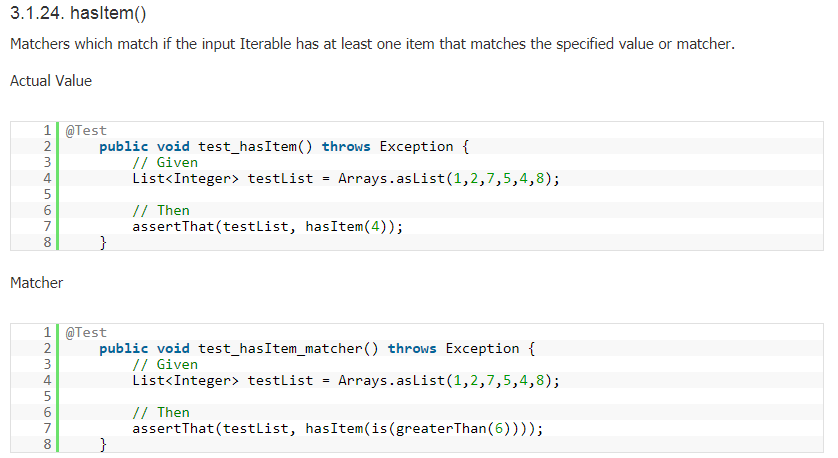 3.1.24. hasItem()
Matchers which match if the input Iterable has at least one item that matches the specified value or matcher.
Actual Value
1 @Test
2 public void test_hasItem() throws Exception {
3 // Given
4 List<Integer> testList = Arrays.asList(1,2,7,5,4,8);
5
6 // Then
7 assertThat(testList, hasItem(4));
8 }
Matcher
1 @Test
2 public void test_hasItem_matcher() throws Exception {
3 // Given
4 List<Integer> testList = Arrays.asList(1,2,7,5,4,8);
5
6 // Then
7 assertThat(testList, hasItem(is(greaterThan(6))));
8 }